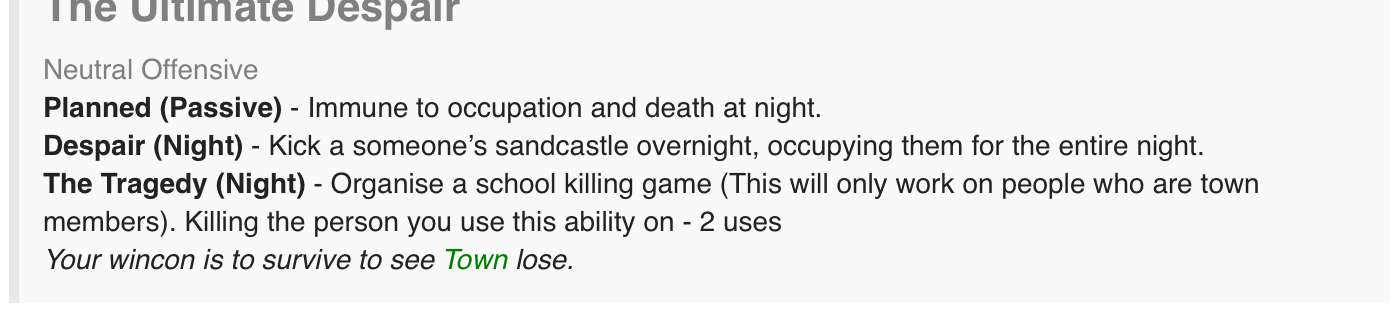 The Ultimate Despair
Neutral Offensive
Planned (Passive) - Immune to occupation and death at night.
Despair (Night) - Kick a someone’s sandcastle overnight, occupying them for the entire night.
The Tragedy (Night) - Organise a school killing game (This will only work on people who are town
members). Killing the person you use this ability on - 2 uses
Your wincon is to survive to see Town lose.